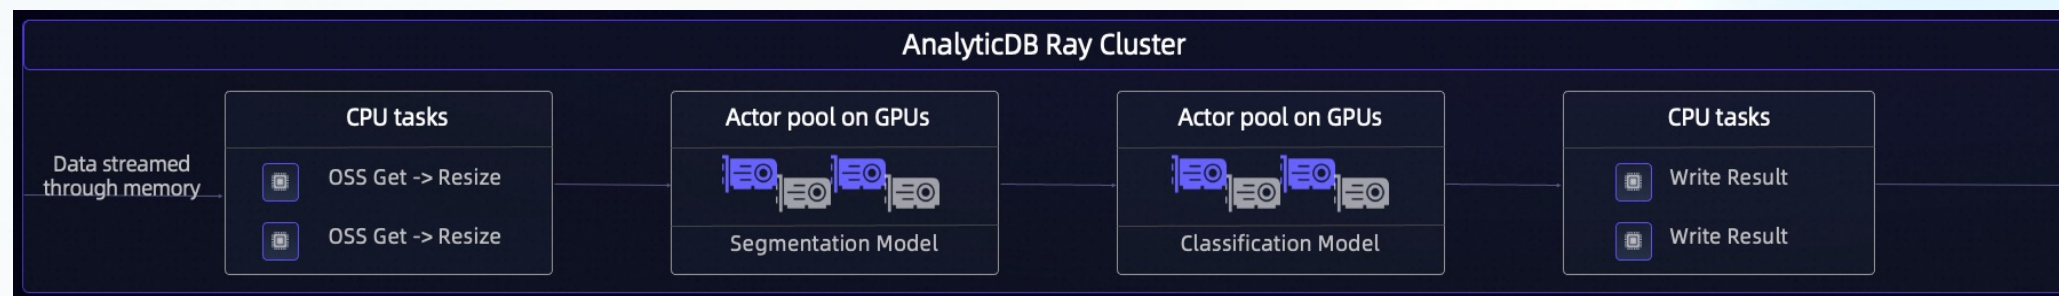 AnalyticDB Ray Cluster
Data streamed
through memory
CPU tasks
OSS Get -> Resize
OSS Get -> Resize
Actor pool on GPUs
Segmentation Model
Actor pool on GPUs
Classification Model
CPU tasks
Write Result
Write Result